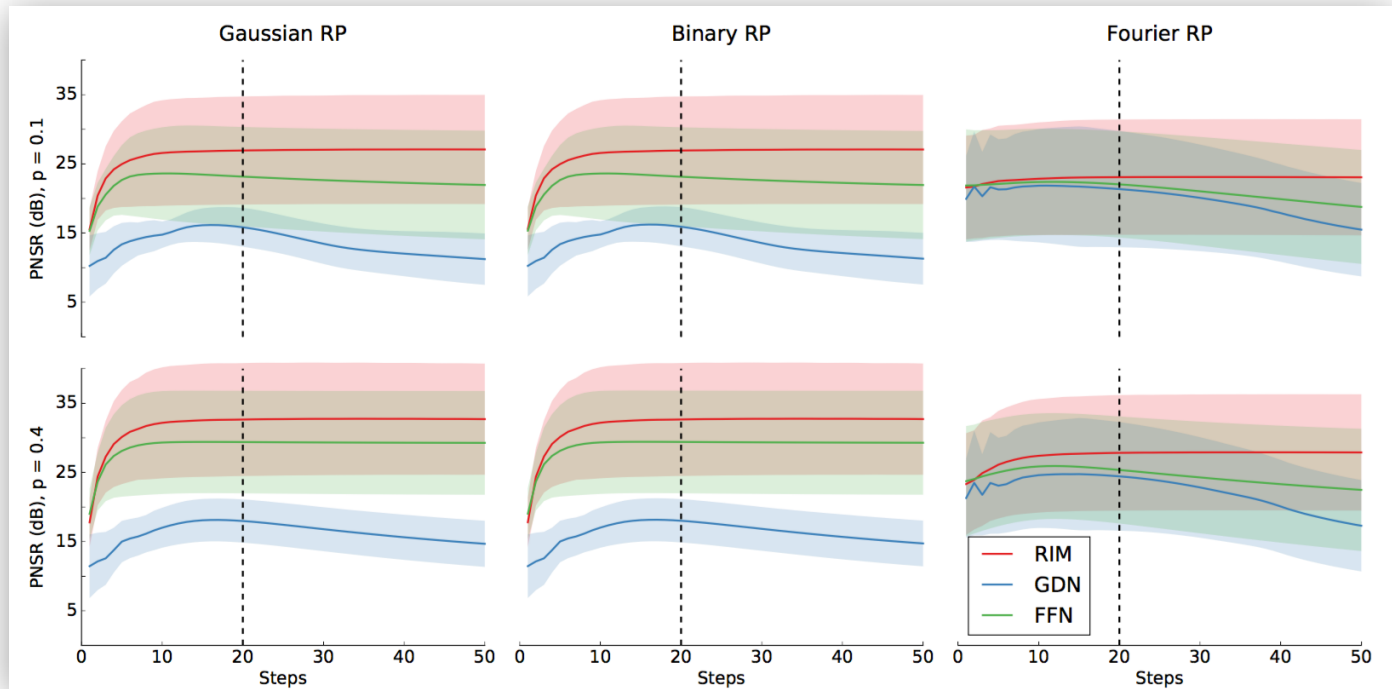 Gaussian RP
Binary RP
Fourier RP
PNSR (dB), p = 0.1
35
25
15
5
PNSR (dB), p = 0.4
35
25
15
5
RIM
GDN
FFN
0 10 20 30 40 50
0 10 20 30 40 50
0 10 20 30 40 50
Steps
Steps
Steps